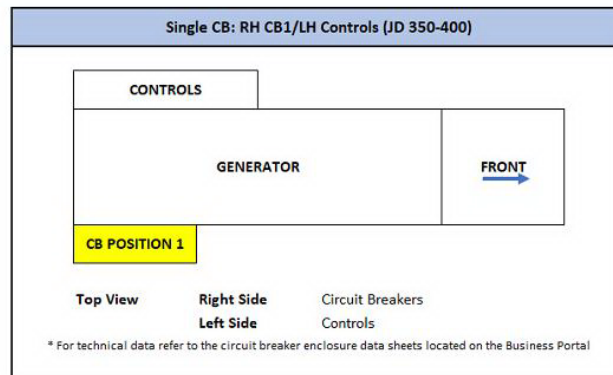 Single CB: RH CB1/LH Controls (JD 350-400)
CONTROLS
GENERATOR
FRONT
CB POSITION 1
Top View Right Side Circuit Breakers
Left Side Controls
* For technical data refer to the circuit breaker enclosure data sheets located on the Business Portal